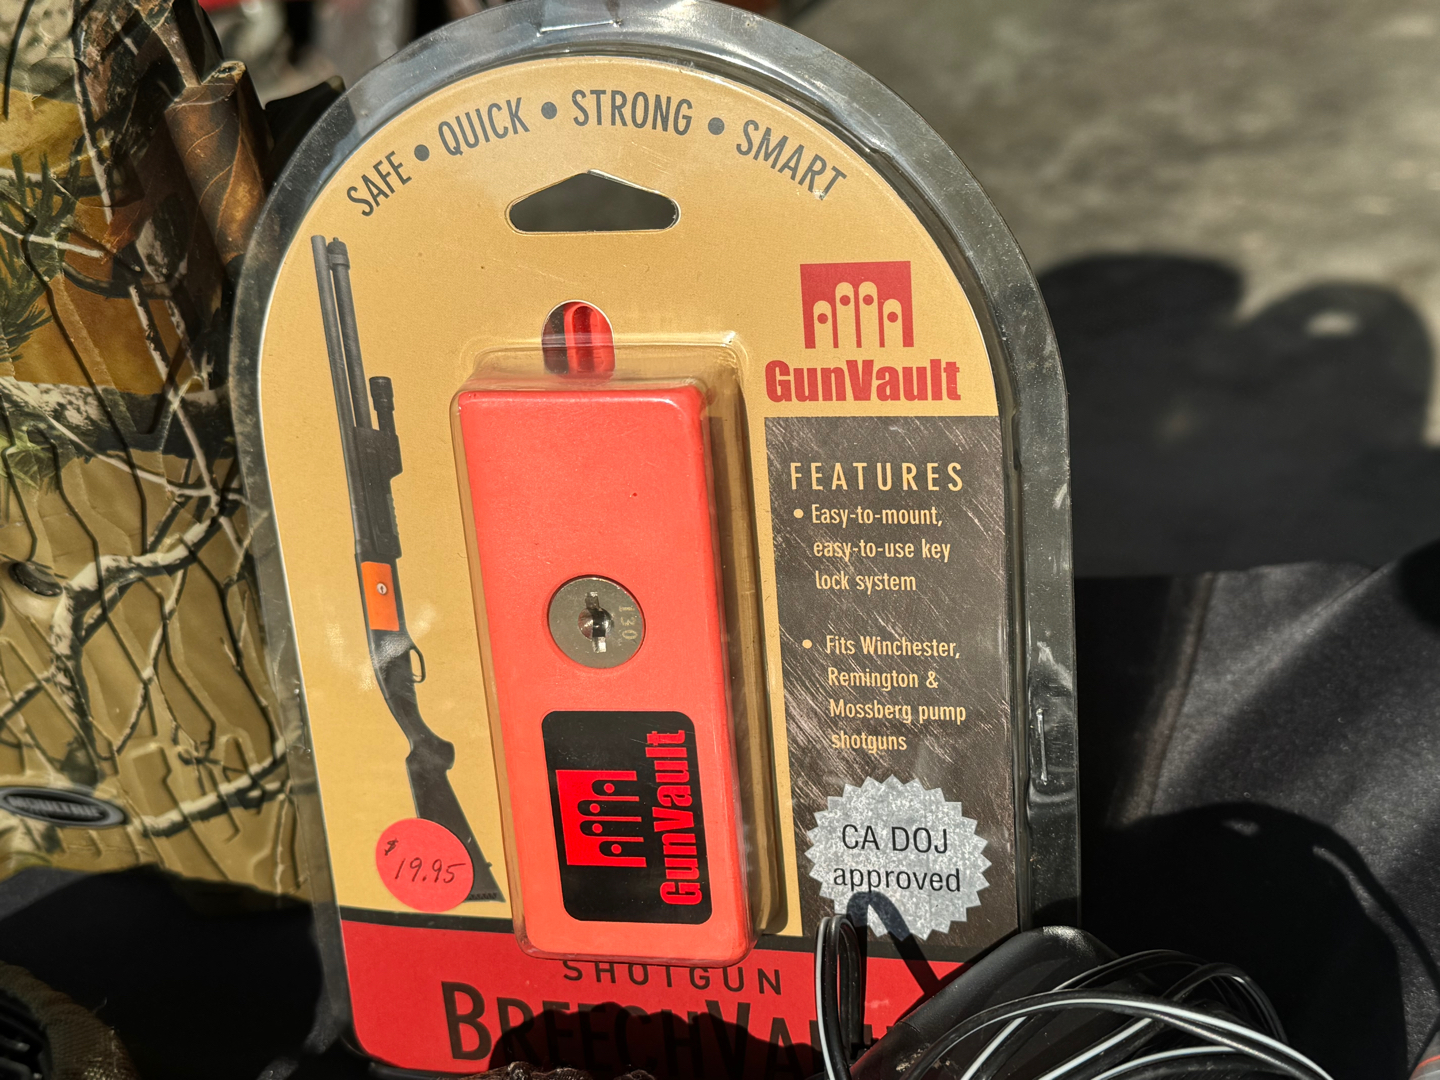 SAFE • QUICK • STRONG • SMART
GunVault
FEATURES
• Easy-to-mount,
easy-to-use key
lock system
• Fits Winchester,
Remington &
Mossberg pump
shotguns
130
GunVault
CA DOJ
approved
$19.95
SHOTGUN
BREECHVAULT